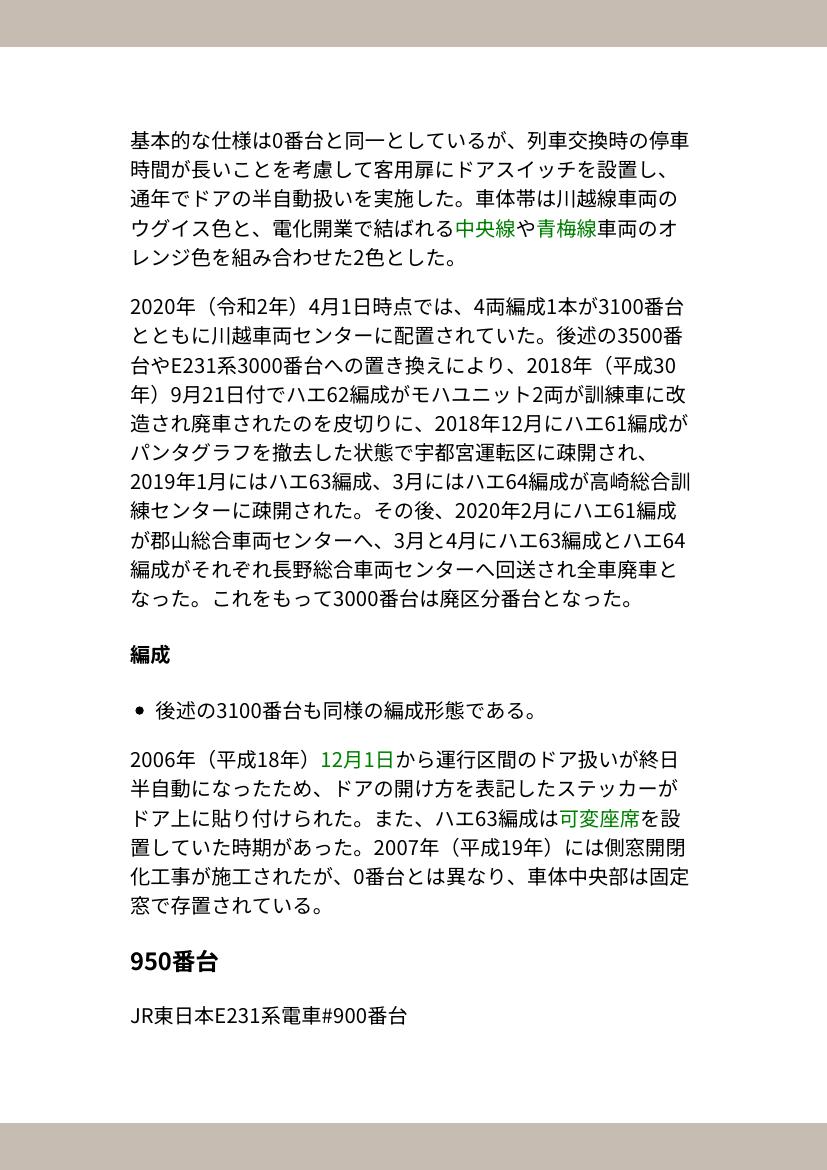 基本的な仕様は0番台と同一としているが、列車交換時の停車
時間が長いことを考慮して客用扉にドアスイッチを設置し、
通年でドアの半自動扱いを実施した。車体帯は川越線車両の
ウグイス色と、電化開業で結ばれる中央線や青梅線車両のオ
レンジ色を組み合わせた2色とした。
2020年（令和2年）4月1日時点では、4両編成1本が3100番台
とともに川越車両センターに配置されていた。後述の3500番
台やE231系3000番台への置き換えにより、2018年（平成30
年）9月21日付でハエ62編成がモハユニット2両が訓練車に改
造され廃車されたのを皮切りに、2018年12月にハエ61編成が
パンタグラフを撤去した状態で宇都宮運転区に疎開され、
2019年1月にはハエ63編成、3月にはハエ64編成が高崎総合訓
練センターに疎開された。その後、2020年2月にハエ61編成
が郡山総合車両センターへ、3月と4月にハエ63編成とハエ64
編成がそれぞれ長野総合車両センターへ回送され全車廃車と
なった。これをもって3000番台は廃区分番台となった。
編成
• 後述の3100番台も同様の編成形態である。
2006年（平成18年）12月1日から運行区間のドア扱いが終日
半自動になったため、ドアの開け方を表記したステッカーが
ドア上に貼り付けられた。また、ハエ63編成は可変座席を設
置していた時期があった。2007年（平成19年）には側窓開閉
化工事が施工されたが、0番台とは異なり、車体中央部は固定
窓で存置されている。
950番台
JR東日本E231系電車#900番台